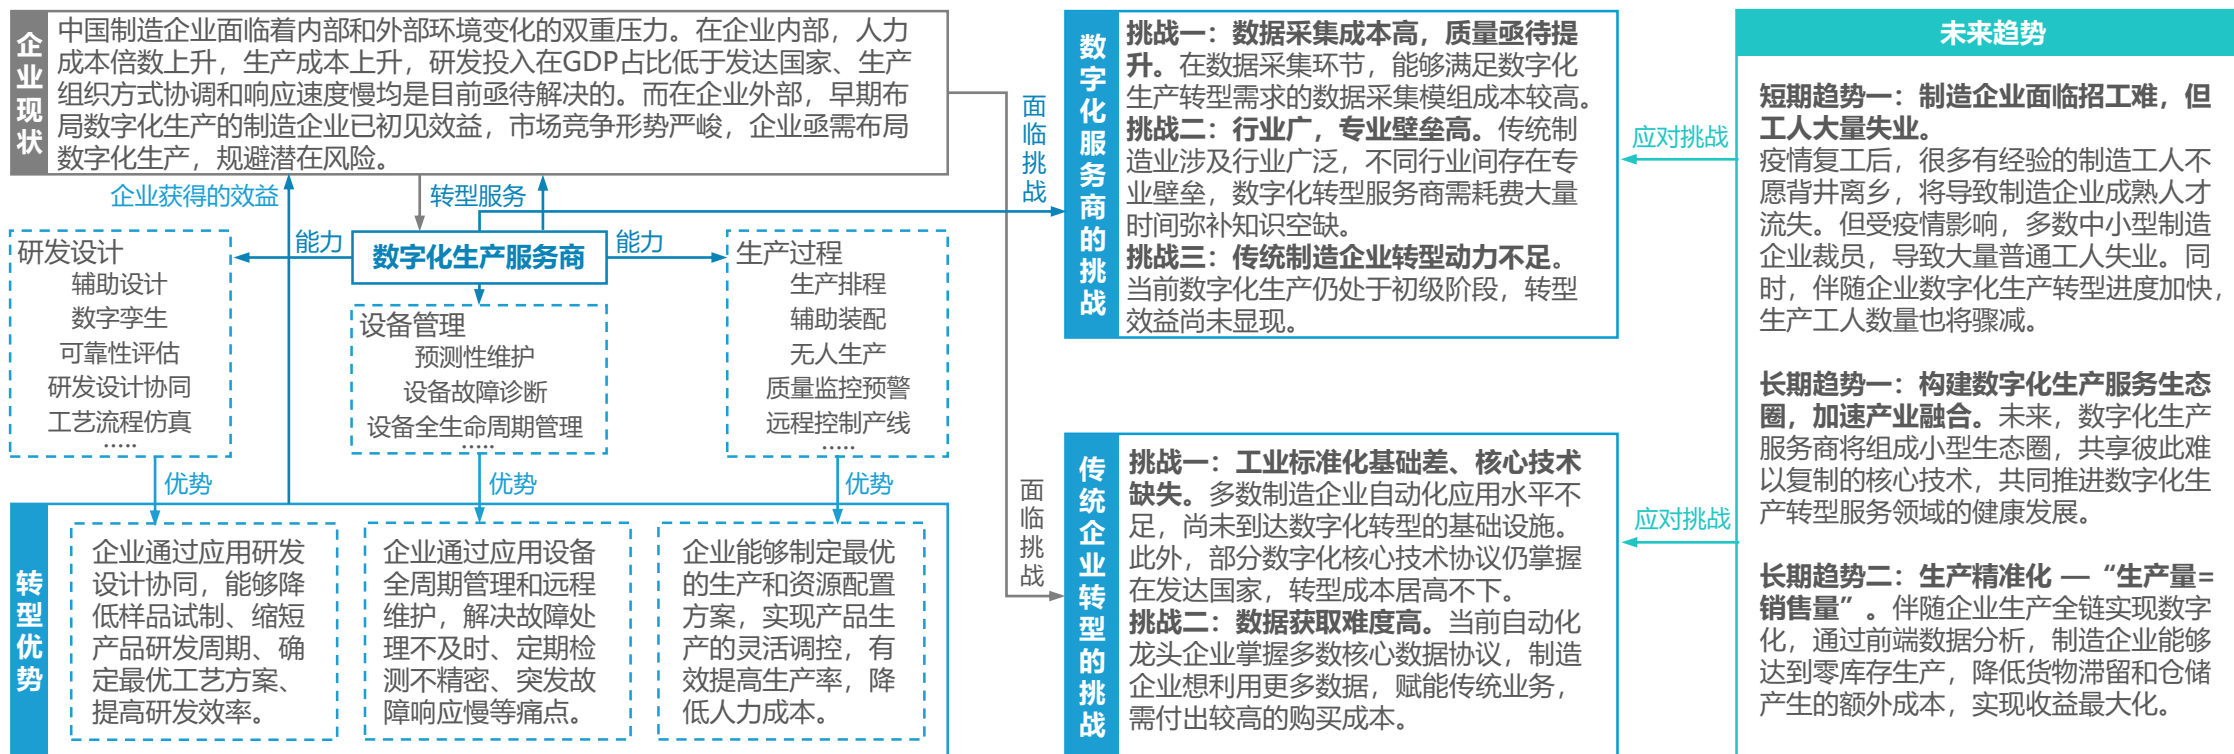 企业现状
中国制造企业面临着内部和外部环境变化的双重压力。在企业内部，人力
成本倍数上升，生产成本上升，研发投入在GDP占比低于发达国家、生产
组织方式协调和响应速度慢均是目前亟待解决的。而在企业外部，早期布
局数字化生产的制造企业已初见效益，市场竞争形势严峻，企业亟需布局
数字化生产，规避潜在风险。
企业获得的效益
转型服务
能力
数字化生产服务商
能力
研发设计
辅助设计
数字孪生
可靠性评估
研发设计协同
工艺流程仿真
·····
设备管理
预测性维护
设备故障诊断
设备全生命周期管理
·····
生产过程
生产排程
辅助装配
无人生产
质量监控预警
远程控制产线
·····
优势
优势
优势
转型优势
企业通过应用研发
设计协同，能够降
低样品试制、缩短
产品研发周期、确
定最优工艺方案、
提高研发效率。
企业通过应用设备
全周期管理和远程
维护，解决故障处
理不及时、定期检
测不精密、突发故
障响应慢等痛点。
企业能够制定最优
的生产和资源配置
方案，实现产品生
产的灵活调控，有
效提高生产率，降
低人力成本。
面临挑战
数字化服务商的挑战
挑战一：数据采集成本高，质量亟待提
升。在数据采集环节，能够满足数字化
生产转型需求的数据采集模组成本较高。
挑战二：行业广，专业壁垒高。传统制
造业涉及行业广泛，不同行业间存在专
业壁垒，数字化转型服务商需耗费大量
时间弥补知识空缺。
挑战三：传统制造企业转型动力不足。
当前数字化生产仍处于初级阶段，转型
效益尚未显现。
面临挑战
传统企业转型的挑战
挑战一：工业标准化基础差、核心技术
缺失。多数制造企业自动化应用水平不
足，尚未到达数字化转型的基础设施。
此外，部分数字化核心技术协议仍掌握
在发达国家，转型成本居高不下。
挑战二：数据获取难度高。当前自动化
龙头企业掌握多数核心数据协议，制造
企业想利用更多数据，赋能传统业务，
需付出较高的购买成本。
应对挑战
应对挑战
未来趋势
短期趋势一：制造企业面临招工难，但
工人大量失业。
疫情复工后，很多有经验的制造工人不
愿背井离乡，将导致制造企业成熟人才
流失。但受疫情影响，多数中小型制造
企业裁员，导致大量普通工人失业。同
时，伴随企业数字化生产转型进度加快，
生产工人数量也将骤减。
长期趋势一：构建数字化生产服务生态
圈，加速产业融合。未来，数字化生产
服务商将组成小型生态圈，共享彼此难
以复制的核心技术，共同推进数字化生
产转型服务领域的健康发展。
长期趋势二：生产精准化 — “生产量=
销售量”。伴随企业生产全链实现数字
化，通过前端数据分析，制造企业能够
达到零库存生产，降低货物滞留和仓储
产生的额外成本，实现收益最大化。